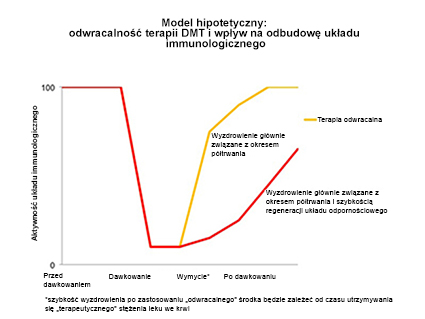 Model hipotetyczny:
odwracalność terapii DMT i wpływ na odbudowę układu
immunologicznego
Aktywność układu immunologicznego
100
Terapia odwracalna
Wyzdrowienie głównie
związane z okresem
półtrwania
Wyzdrowienie głównie związane z
okresem półtrwania i szybkością
regeneracji układu odpornościowego
0
Przed
dawkowaniem
Dawkowanie
Wymycie*
Po dawkowaniu
*szybkość wyzdrowienia po zastosowaniu „odwracalnego" środka będzie zależeć od czasu utrzymywania
się „terapeutycznego" stężenia leku we krwi